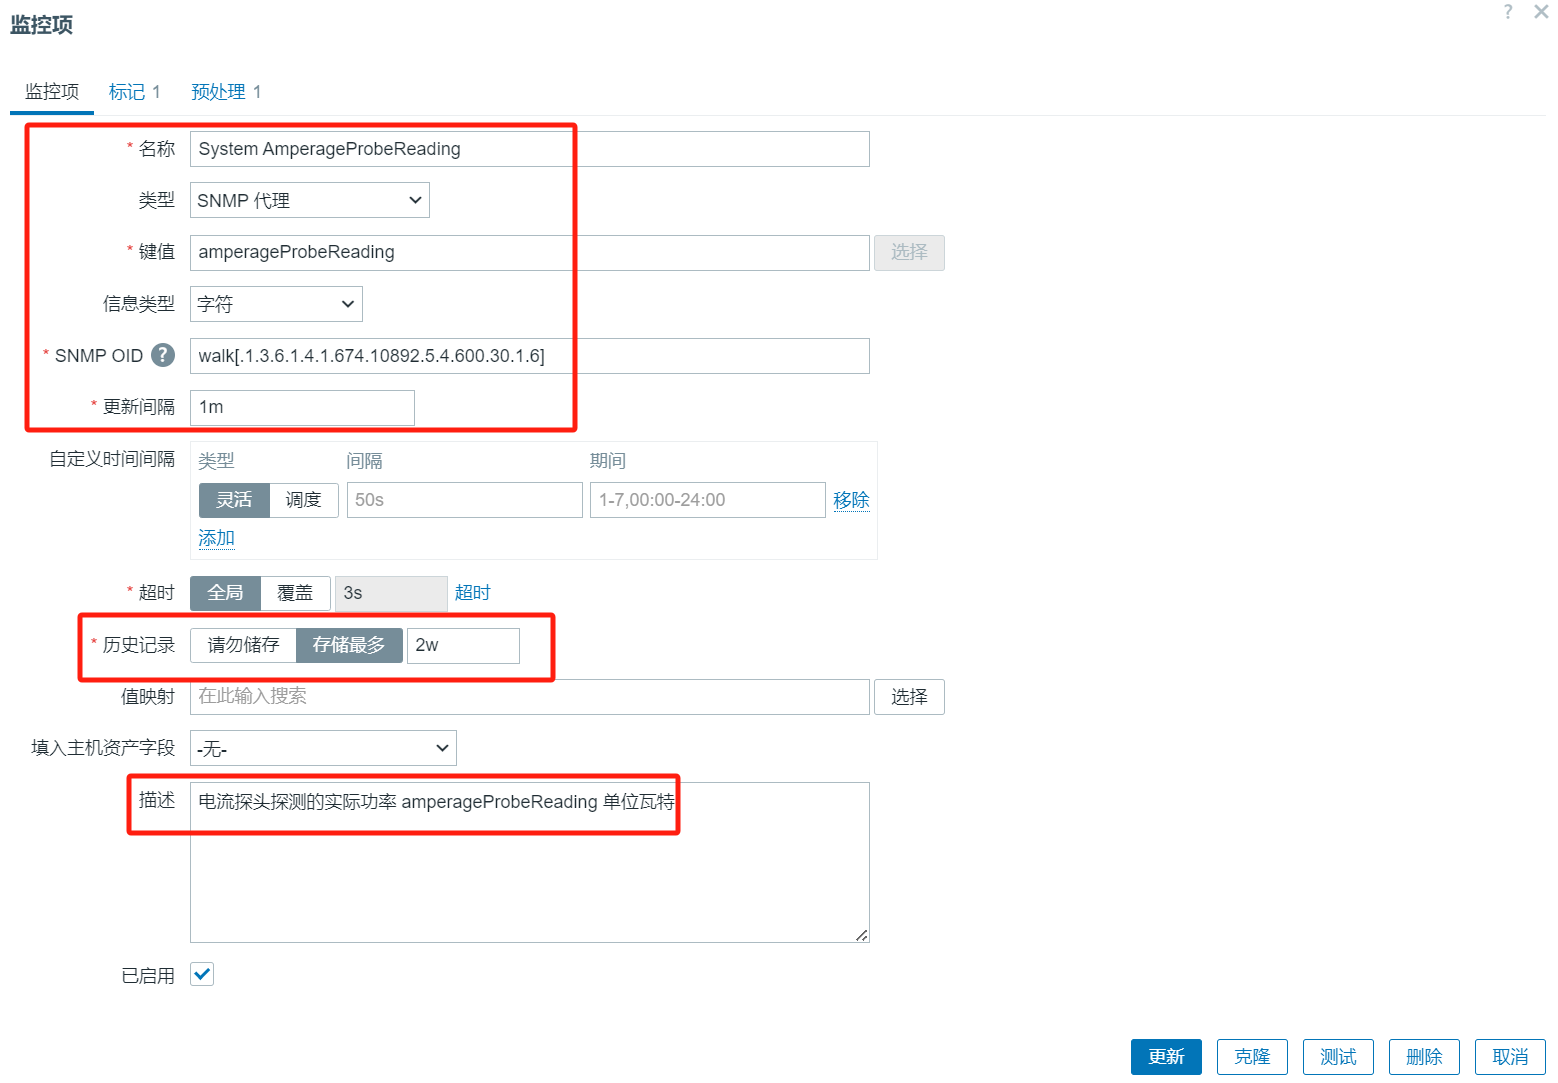 监控项
?
监控项 标记 1 预处理 1
* 名称 System AmperageProbeReading
类型 SNMP 代理
* 键值 amperageProbeReading 选择
信息类型 字符
* SNMP OID ? walk[.1.3.6.1.4.1.674.10892.5.4.600.30.1.6]
* 更新间隔 1m
自定义时间间隔 类型 间隔 期间
灵活 调度 50s 1-7,00:00-24:00 移除
添加
* 超时 全局 覆盖 3s 超时
* 历史记录 请勿储存 存储最多 2w
值映射 在此输入搜索 选择
填入主机资产字段 -无-
描述 电流探头探测的实际功率 amperageProbeReading 单位瓦特
已启用
更新 克隆 测试 删除 取消